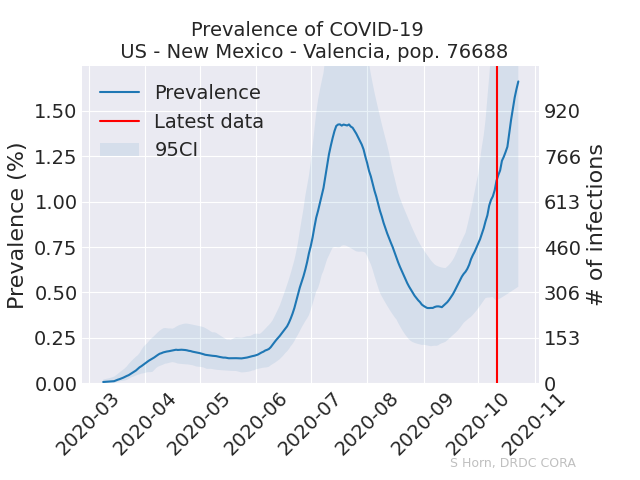 Prevalence of COVID-19
US - New Mexico - Valencia, pop. 76688
Prevalence
Latest data
95CI
Prevalence (%)
1.50
1.25
1.00
0.75
0.50
0.25
0.00
920
766
613
460
306
153
0
# of infections
2020-03
2020-04
2020-05
2020-06
2020-07
2020-08
2020-09
2020-10
2020-11
S Horn, DRDC CORA